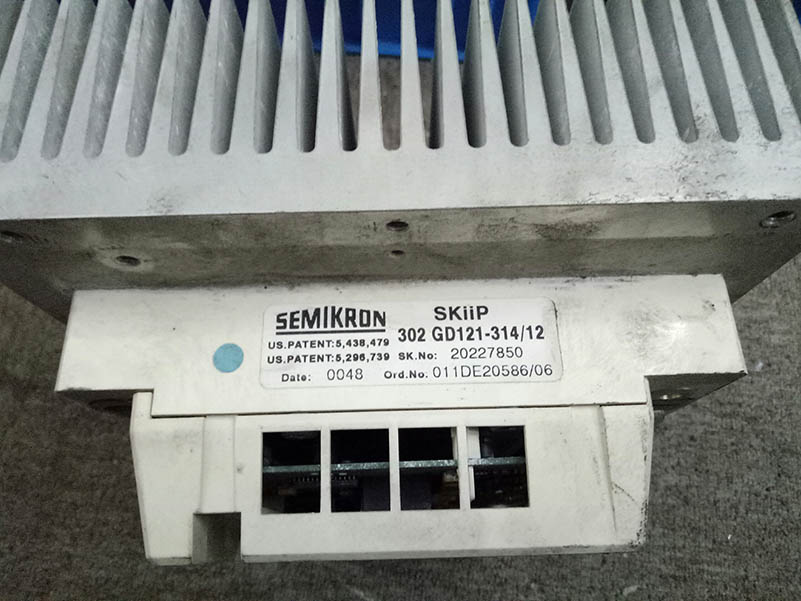 SEMIKRON SKiiP
302 GD121-314/12
US.PATENT:5,438,479
US.PATENT:5,296,739 SK.No: 20227850
Date: 0048 Ord.No: 011DE20586/06